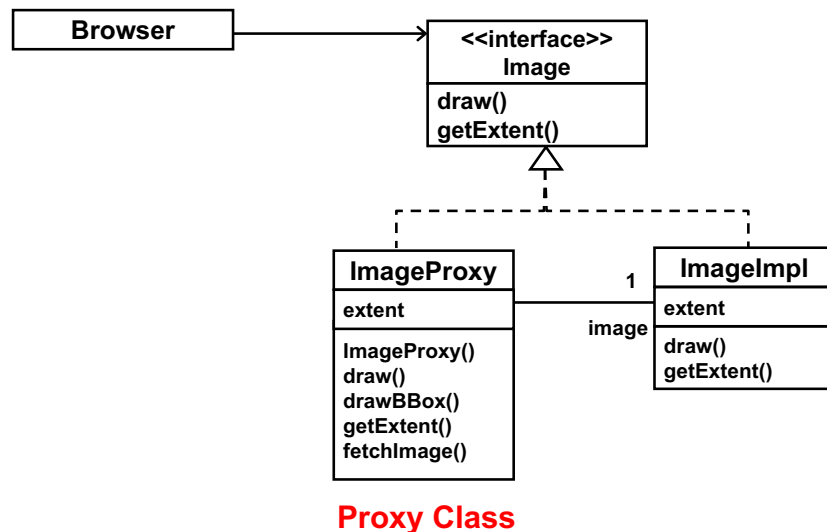 Browser
<<interface>>
Image
draw()
getExtent()
ImageProxy
extent
ImageProxy()
draw()
drawBBox()
getExtent()
fetchImage()
1
image
ImageImpl
extent
draw()
getExtent()
Proxy Class